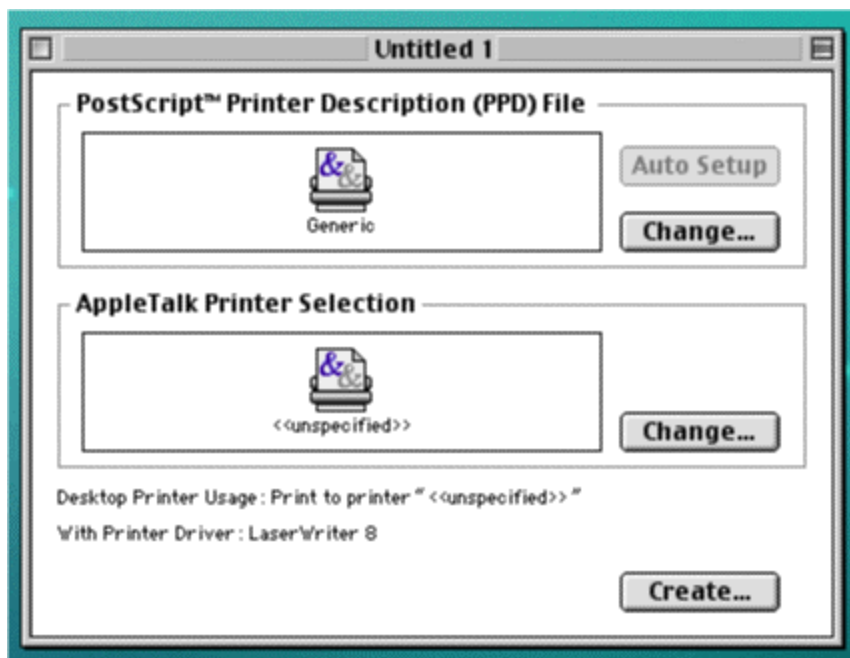 Untitled 1
PostScript™ Printer Description (PPD) File
&&
Generic
Auto Setup
Change...
AppleTalk Printer Selection
&&
<<unspecified>>
Change...
Desktop Printer Usage: Print to printer "<<unspecified>>"
With Printer Driver: LaserWriter 8
Create...